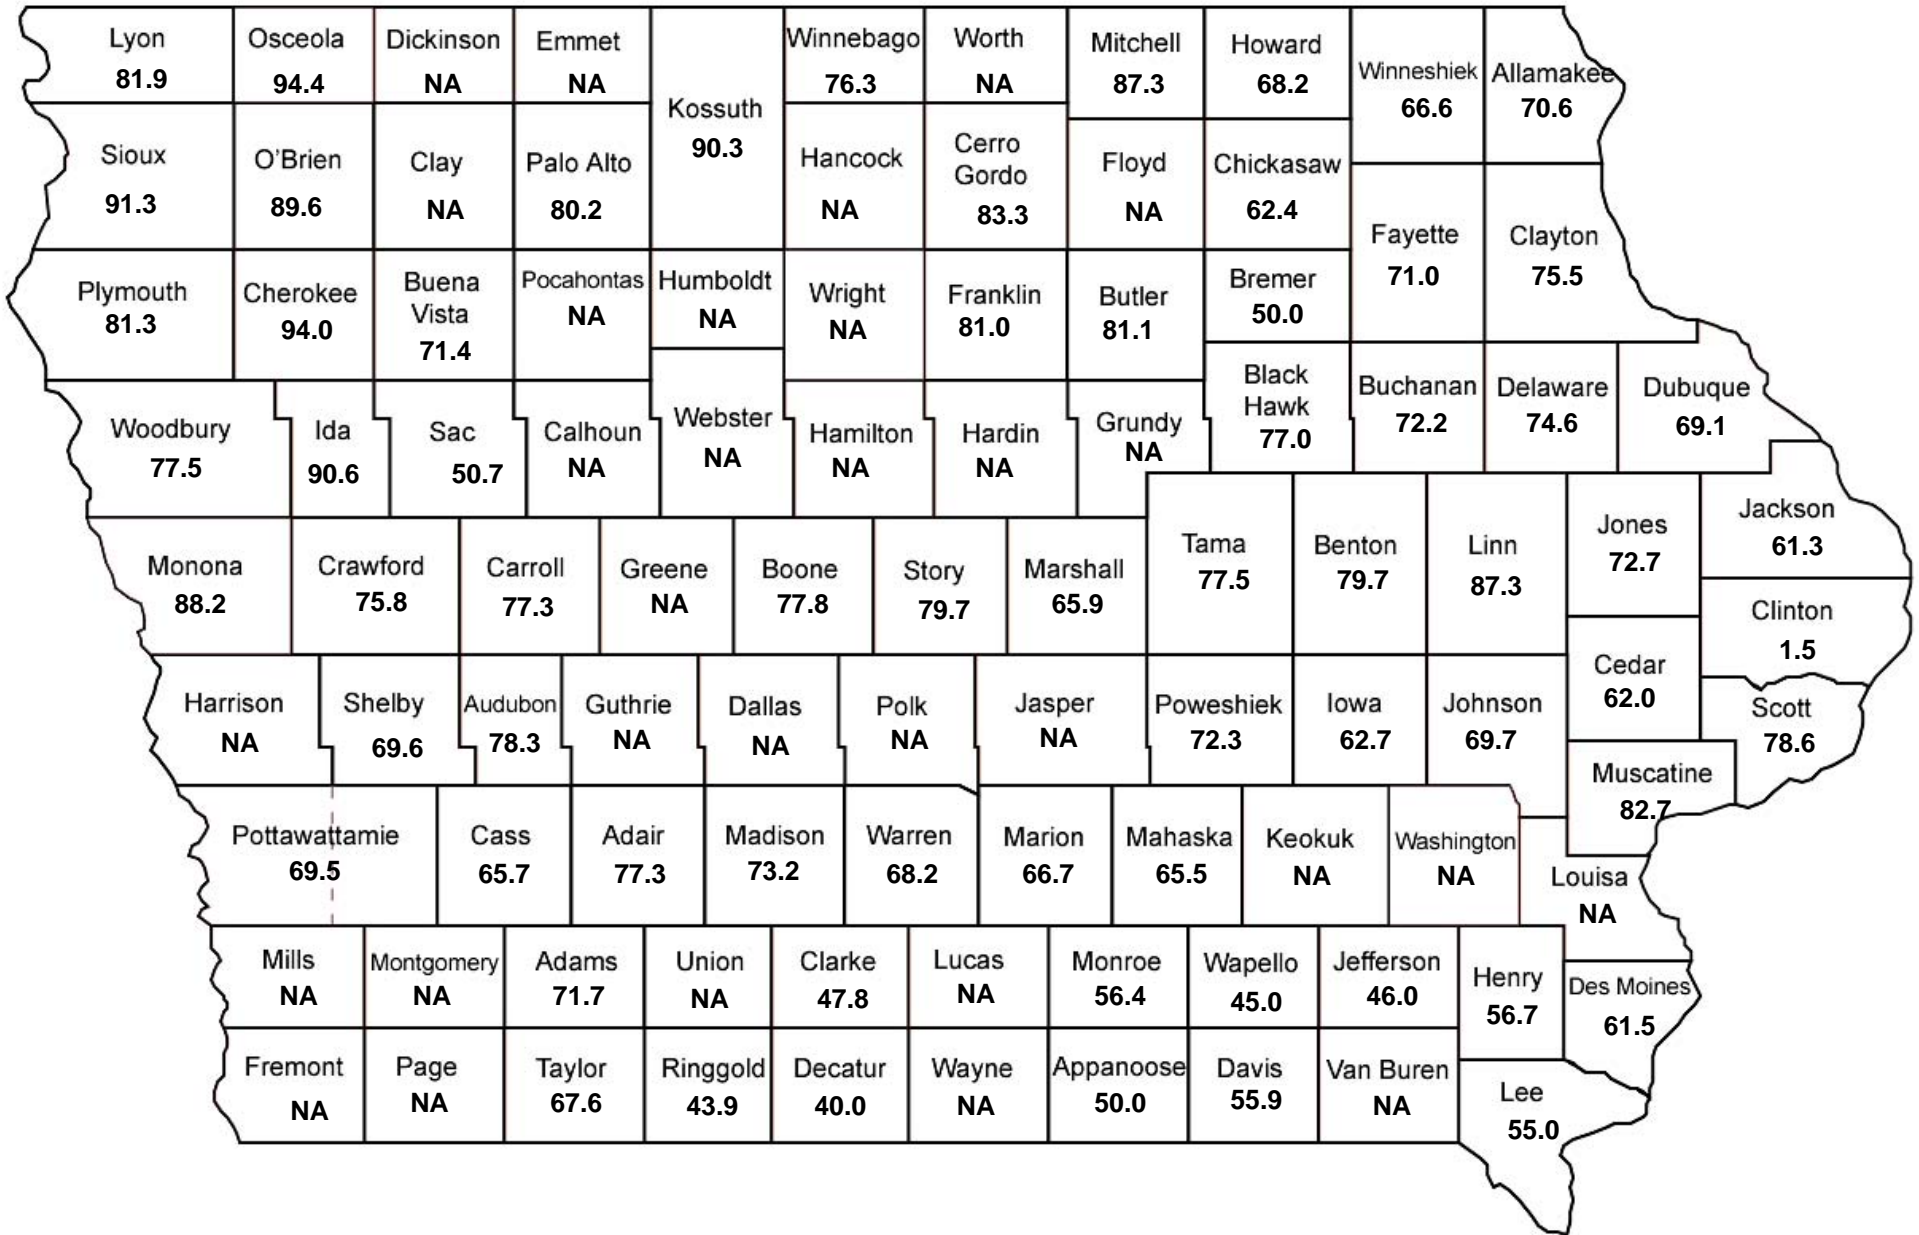 Lyon
81.9
Osceola
94.4
Dickinson
NA
Emmet
NA
Kossuth
90.3
Winnebago
76.3
Worth
NA
Mitchell
87.3
Howard
68.2
Winneshiek
66.6
Allamakee
70.6
Sioux
91.3
O'Brien
89.6
Clay
NA
Palo Alto
80.2
Hancock
NA
Cerro
Gordo
83.3
Floyd
NA
Chickasaw
62.4
Fayette
71.0
Clayton
75.5
Plymouth
81.3
Cherokee
94.0
Buena
Vista
71.4
Pocahontas
NA
Humboldt
NA
Wright
NA
Franklin
81.0
Butler
81.1
Bremer
50.0
Woodbury
77.5
Ida
90.6
Sac
50.7
Calhoun
NA
Webster
NA
Hamilton
NA
Hardin
NA
Grundy
NA
Black
Hawk
77.0
Buchanan
72.2
Delaware
74.6
Dubuque
69.1
Monona
88.2
Crawford
75.8
Carroll
77.3
Greene
NA
Boone
77.8
Story
79.7
Marshall
65.9
Tama
77.5
Benton
79.7
Linn
87.3
Jones
72.7
Jackson
61.3
Clinton
1.5
Harrison
NA
Shelby
69.6
Audubon
78.3
Guthrie
NA
Dallas
NA
Polk
NA
Jasper
NA
Poweshiek
72.3
Iowa
62.7
Johnson
69.7
Cedar
62.0
Scott
78.6
Muscatine
82.7
Pottawattamie
69.5
Cass
65.7
Adair
77.3
Madison
73.2
Warren
68.2
Marion
66.7
Mahaska
65.5
Keokuk
NA
Washington
NA
Louisa
NA
Mills
NA
Montgomery
NA
Adams
71.7
Union
NA
Clarke
47.8
Lucas
NA
Monroe
56.4
Wapello
45.0
Jefferson
46.0
Henry
56.7
Des Moines
61.5
Fremont
NA
Page
NA
Taylor
67.6
Ringgold
43.9
Decatur
40.0
Wayne
NA
Appanoose
50.0
Davis
55.9
Van Buren
NA
Lee
55.0